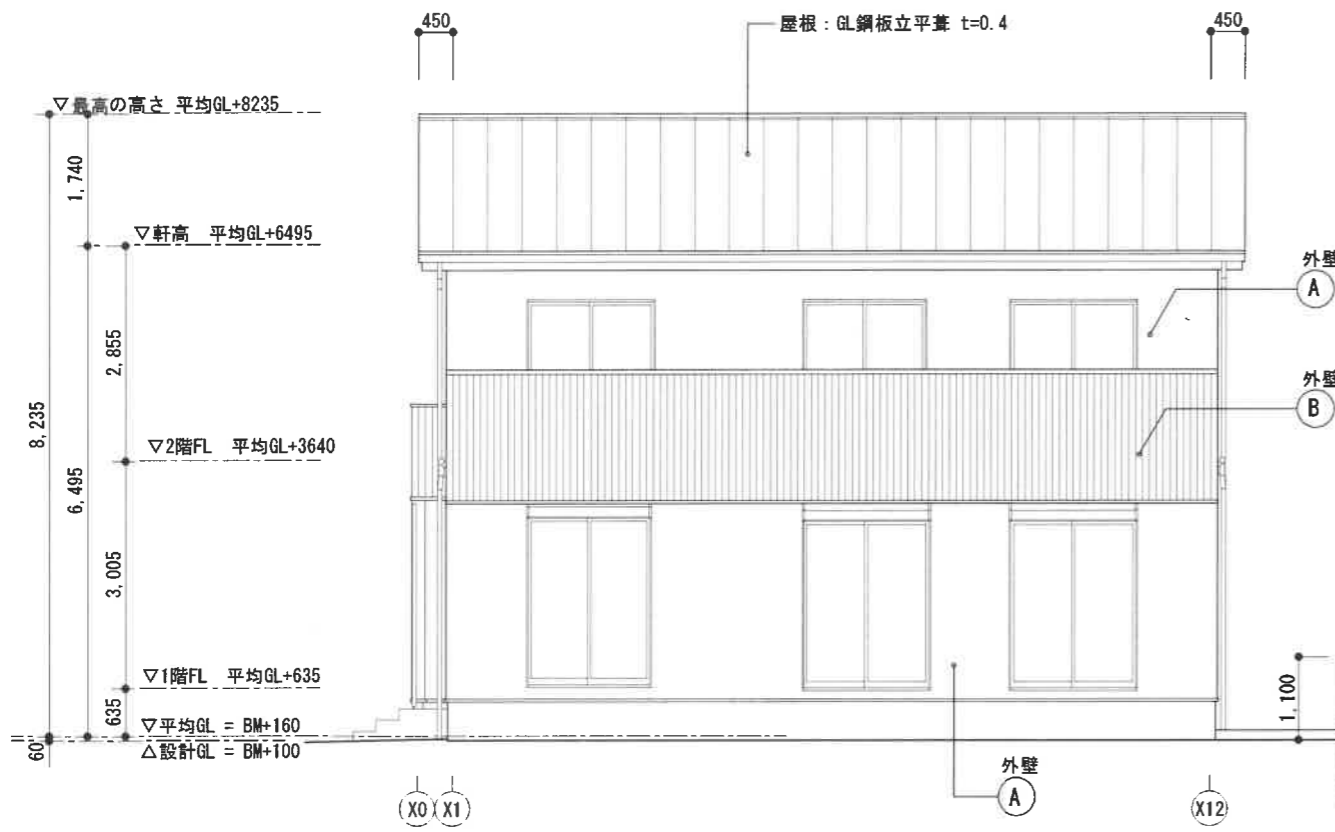 450
屋根：GL鋼板立平葺 t=0.4
450
▽最高の高さ 平均GL+8235
1,740
▽軒高 平均GL+6495
外壁
A
2,855
外壁
B
8,235
▽2階FL 平均GL+3640
6,495
3,005
▽1階FL 平均GL+635
635
1,100
▽平均GL = BM+160
60
△設計GL = BM+100
外壁
A
X0 X1 X12